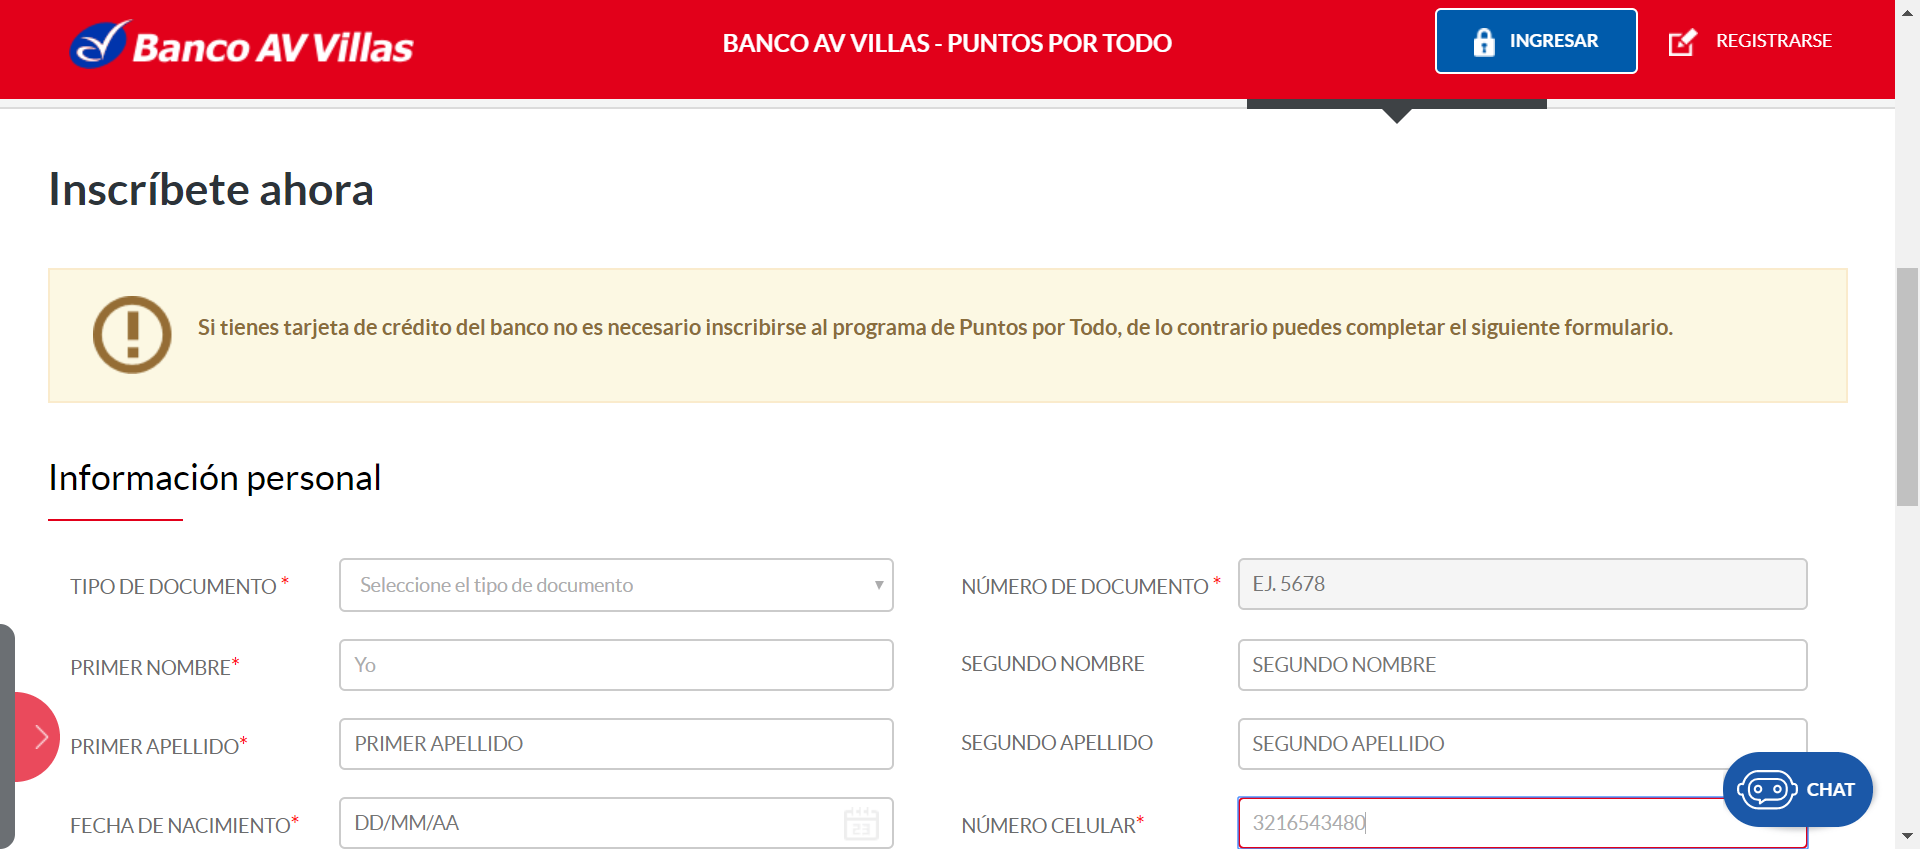 Banco AV Villas
BANCO AV VILLAS - PUNTOS POR TODO
INGRESAR
REGISTRARSE
Inscríbete ahora
Si tienes tarjeta de crédito del banco no es necesario inscribirse al programa de Puntos por Todo, de lo contrario puedes completar el siguiente formulario.
Información personal
TIPO DE DOCUMENTO *
Seleccione el tipo de documento
NÚMERO DE DOCUMENTO *
EJ. 5678
PRIMER NOMBRE*
Yo
SEGUNDO NOMBRE
SEGUNDO NOMBRE
PRIMER APELLIDO*
PRIMER APELLIDO
SEGUNDO APELLIDO
SEGUNDO APELLIDO
FECHA DE NACIMIENTO*
DD/MM/AA
23
NÚMERO CELULAR*
3216543480
CHAT